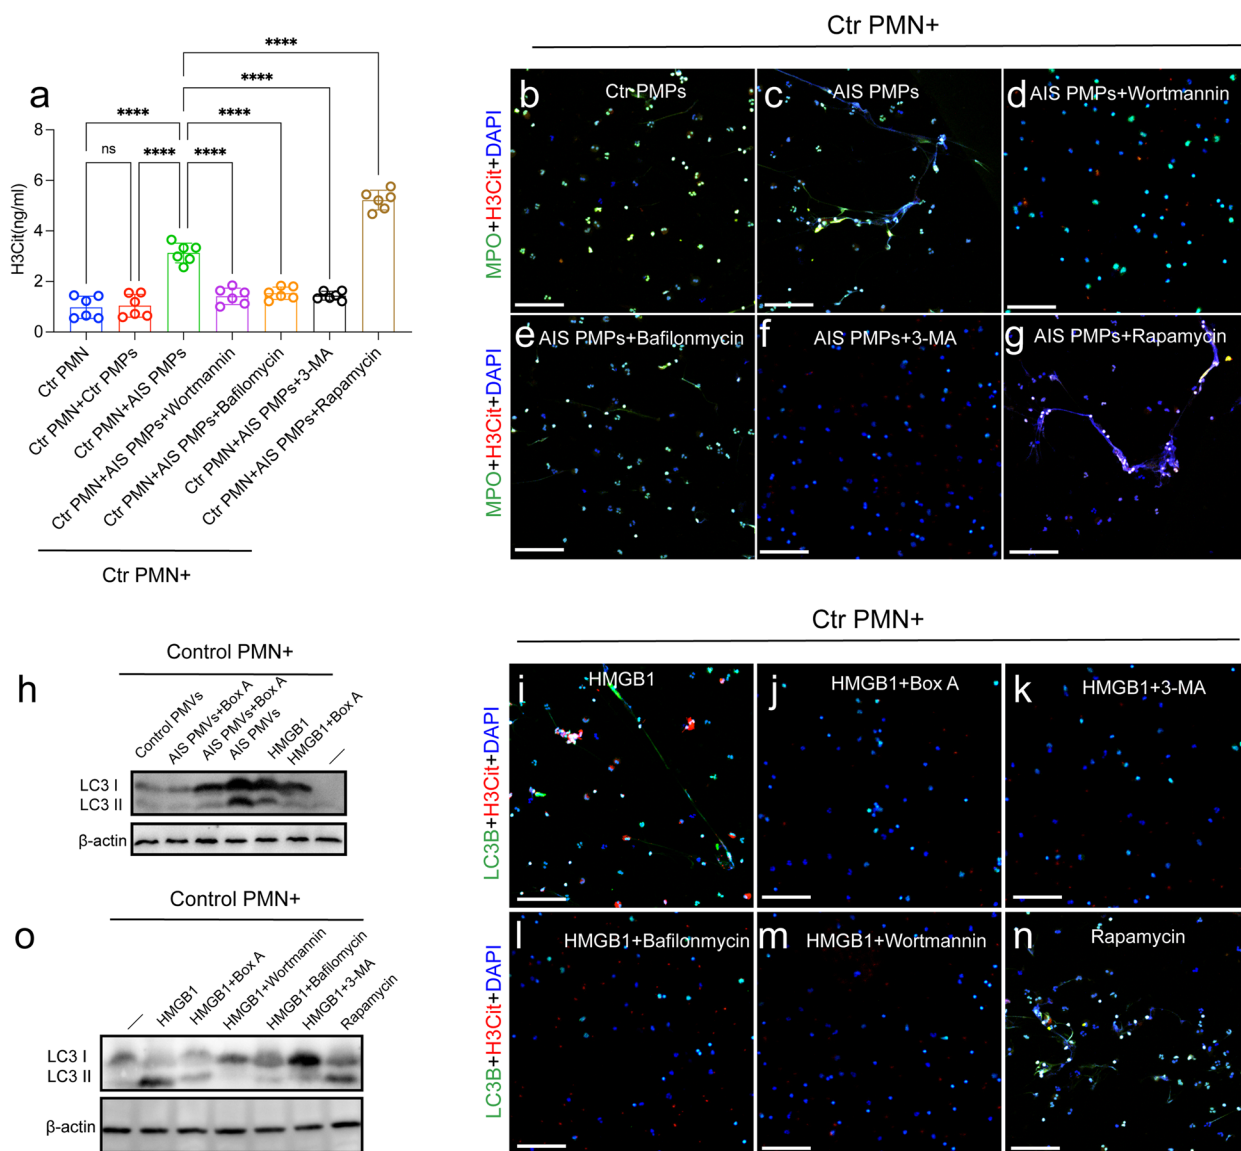 a
****
****
****
****
ns
****
****
H3Cit(ng/ml)
8
6
4
2
0
Ctr PMN
Ctr PMN+Ctr PMPs
Ctr PMN+AIS PMPs
Ctr PMN+AIS PMPs+Wortmannin
Ctr PMN+AIS PMPs+Bafilomycin
Ctr PMN+AIS PMPs+3-MA
Ctr PMN+AIS PMPs+Rapamycin
Ctr PMN+
Ctr PMN+
MPO+H3Cit+DAPI
b Ctr PMPs
c AIS PMPs
d AIS PMPs+Wortmannin
MPO+H3Cit+DAPI
e AIS PMPs+Bafilonmycin
f AIS PMPs+3-MA
g AIS PMPs+Rapamycin
h
Control PMN+
Control PMVs
AIS PMVs+Box A
AIS PMVs+Box A
AIS PMVs
HMGB1
HMGB1+Box A
—
LC3 I
LC3 II
β-actin
Ctr PMN+
LC3B+H3Cit+DAPI
i HMGB1
j HMGB1+Box A
k HMGB1+3-MA
LC3B+H3Cit+DAPI
l HMGB1+Bafilonmycin
m HMGB1+Wortmannin
n Rapamycin
o
Control PMN+
—
HMGB1
HMGB1+Box A
HMGB1+Wortmannin
HMGB1+Bafilomycin
HMGB1+3-MA
Rapamycin
LC3 I
LC3 II
β-actin